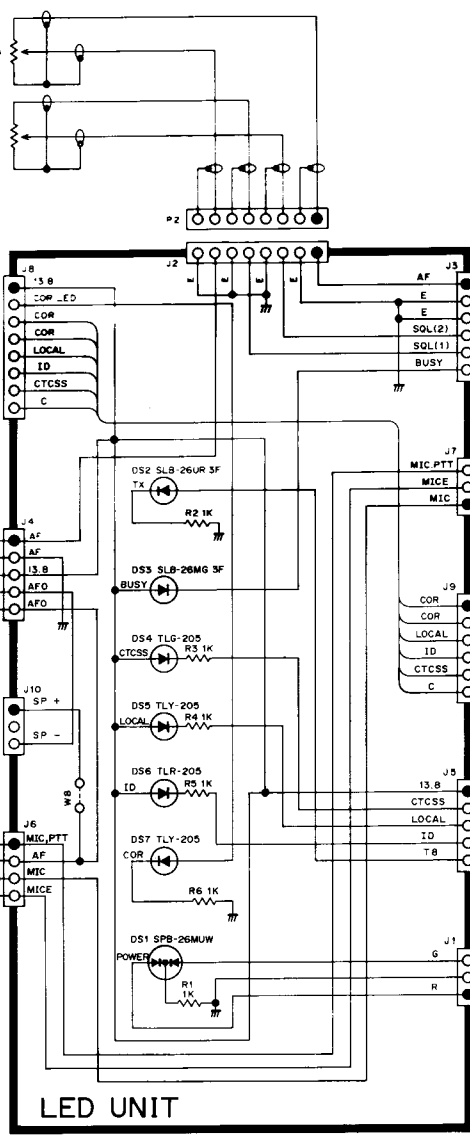 P2
J2
E E E E
J8
13.8
COR LED
COR
COR
LOCAL
ID
CTCSS
C
J3
AF
E
E
SQL(2)
SQL(1)
BUSY
J7
MIC,PTT
MICE
MIC
DS2 SLB-26UR 3F
TX
R2 1K
J4
AF
AF
13.8
AFO
AFO
DS3 SLB-26MG 3F
BUSY
J9
COR
COR
LOCAL
ID
CTCSS
C
DS4 TLG-205
CTCSS
R3 1K
J10
SP +
SP -
DS5 TLY-205
LOCAL
R4 1K
W8
DS6 TLR-205
ID
R5 1K
J5
13.8
CTCSS
LOCAL
ID
T8
J6
MIC,PTT
AF
MIC
MICE
DS7 TLY-205
COR
R6 1K
DS1 SPB-26MUW
POWER
R1
1K
J1
G
R
LED UNIT